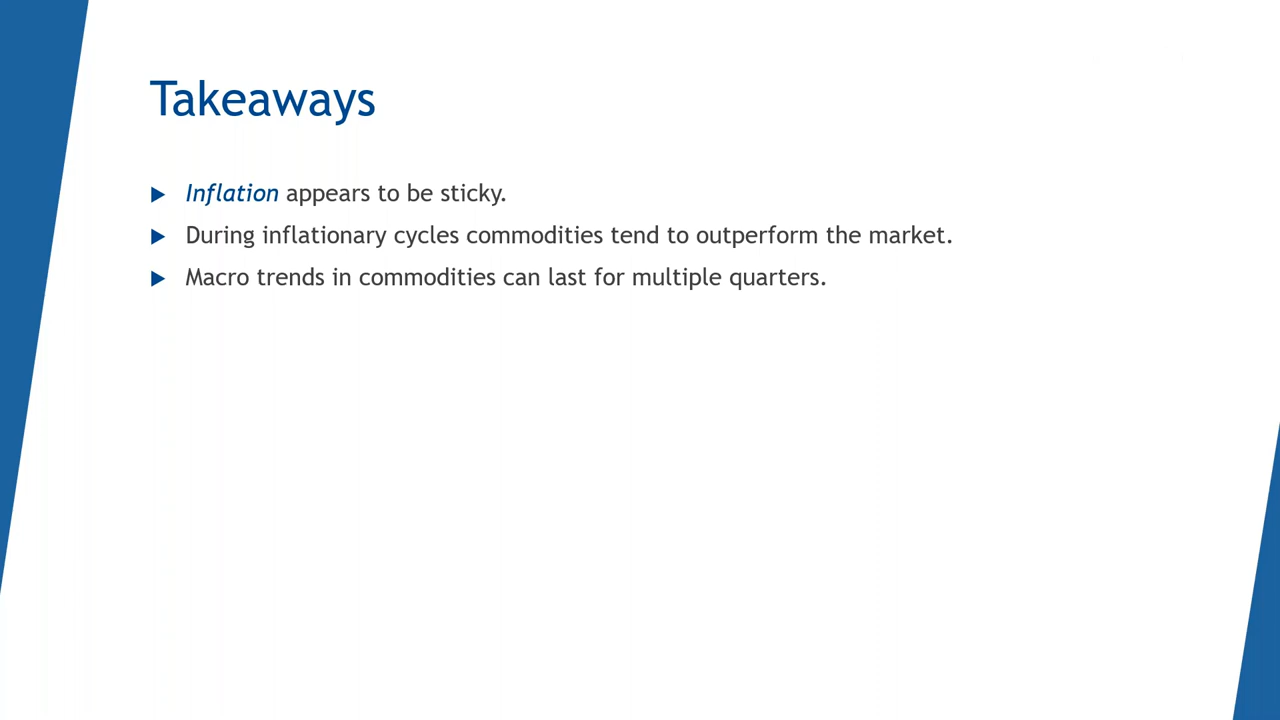 Takeaways
Inflation appears to be sticky.
During inflationary cycles commodities tend to outperform the market.
Macro trends in commodities can last for multiple quarters.